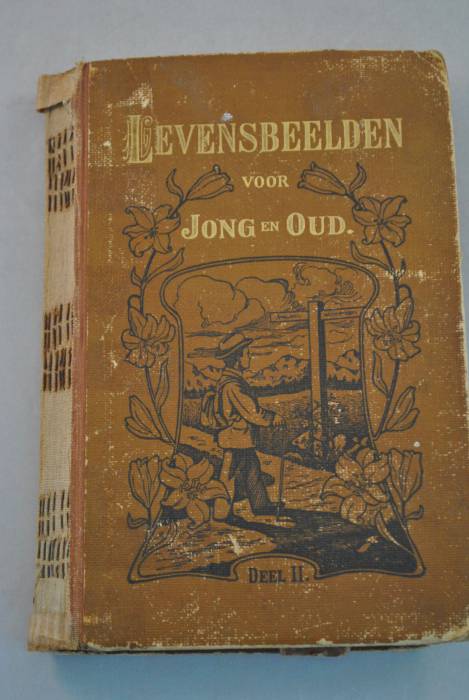 LEVENSBEELDEN
VOOR
JONG EN OUD.
DEEL II.